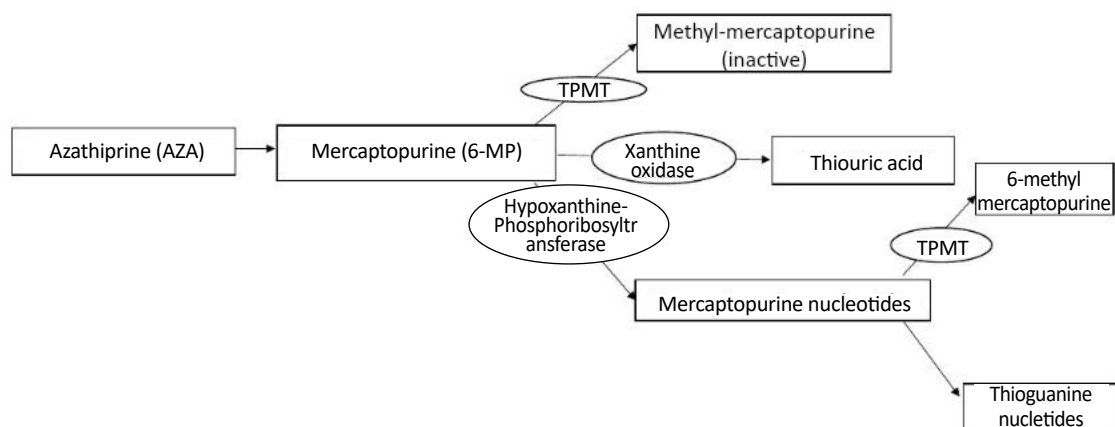 Methyl-mercaptopurine
(inactive)
TPMT
Azathiprine (AZA)
Mercaptopurine (6-MP)
Xanthine
oxidase
Thiouric acid
6-methyl
mercaptopurine
Hypoxanthine-
Phosphoribosyltr
ansferase
TPMT
Mercaptopurine nucleotides
Thioguanine
nucletides